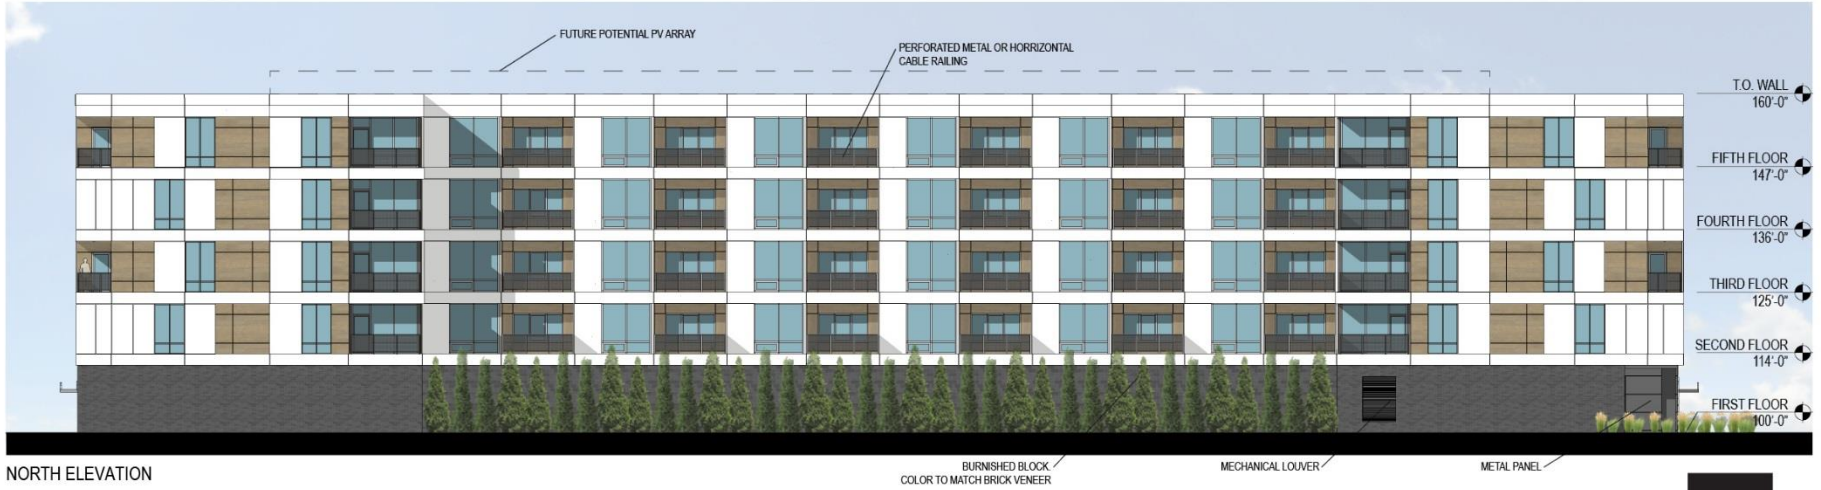 FUTURE POTENTIAL PV ARRAY
PERFORATED METAL OR HORRIZONTAL
CABLE RAILING
T.O. WALL
160'-0"
FIFTH FLOOR
147'-0"
FOURTH FLOOR
136'-0"
THIRD FLOOR
125'-0"
SECOND FLOOR
114'-0"
FIRST FLOOR
100'-0"
BURNISHED BLOCK.
COLOR TO MATCH BRICK VENEER
MECHANICAL LOUVER
METAL PANEL
NORTH ELEVATION